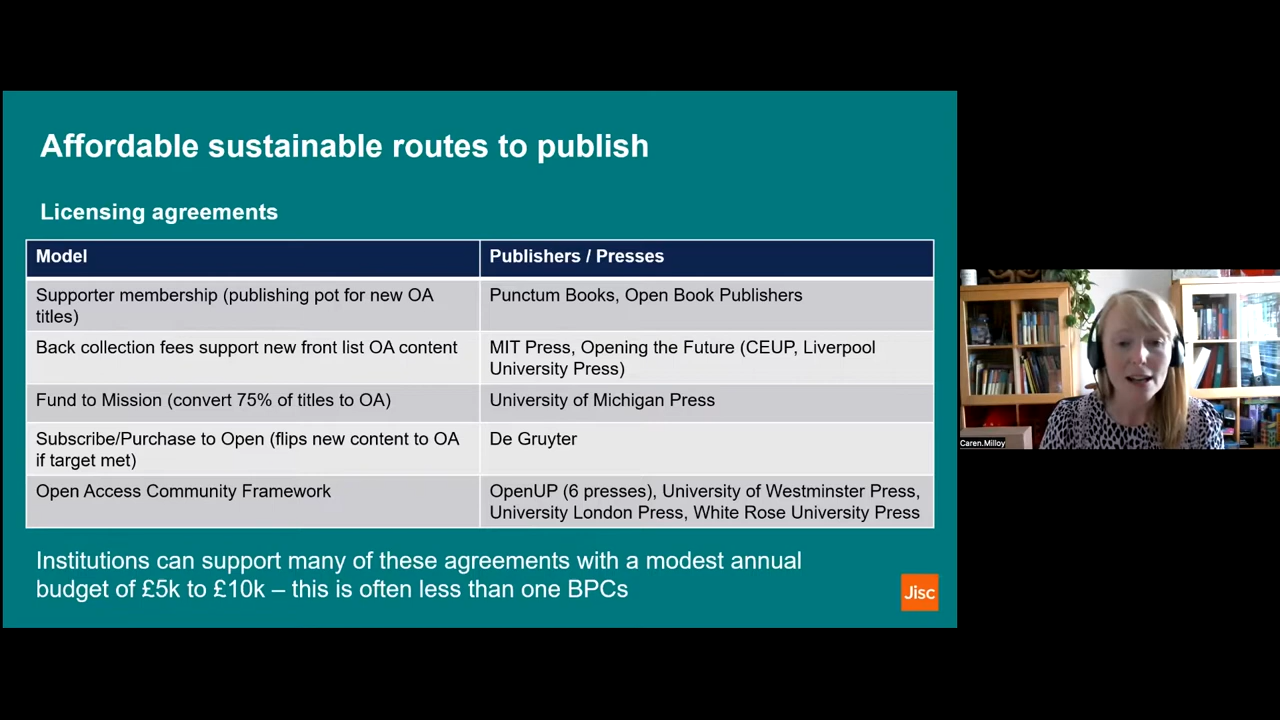 Affordable sustainable routes to publish
Licensing agreements
Model
Publishers / Presses
Supporter membership (publishing pot for new OA
titles)
Punctum Books, Open Book Publishers
Back collection fees support new front list OA content
MIT Press, Opening the Future (CEUP, Liverpool
University Press)
Fund to Mission (convert 75% of titles to OA)
University of Michigan Press
Subscribe/Purchase to Open (flips new content to OA
if target met)
De Gruyter
Open Access Community Framework
OpenUP (6 presses), University of Westminster Press,
University London Press, White Rose University Press
Institutions can support many of these agreements with a modest annual
budget of £5k to £10k – this is often less than one BPCs
Jisc
Caren.Milloy